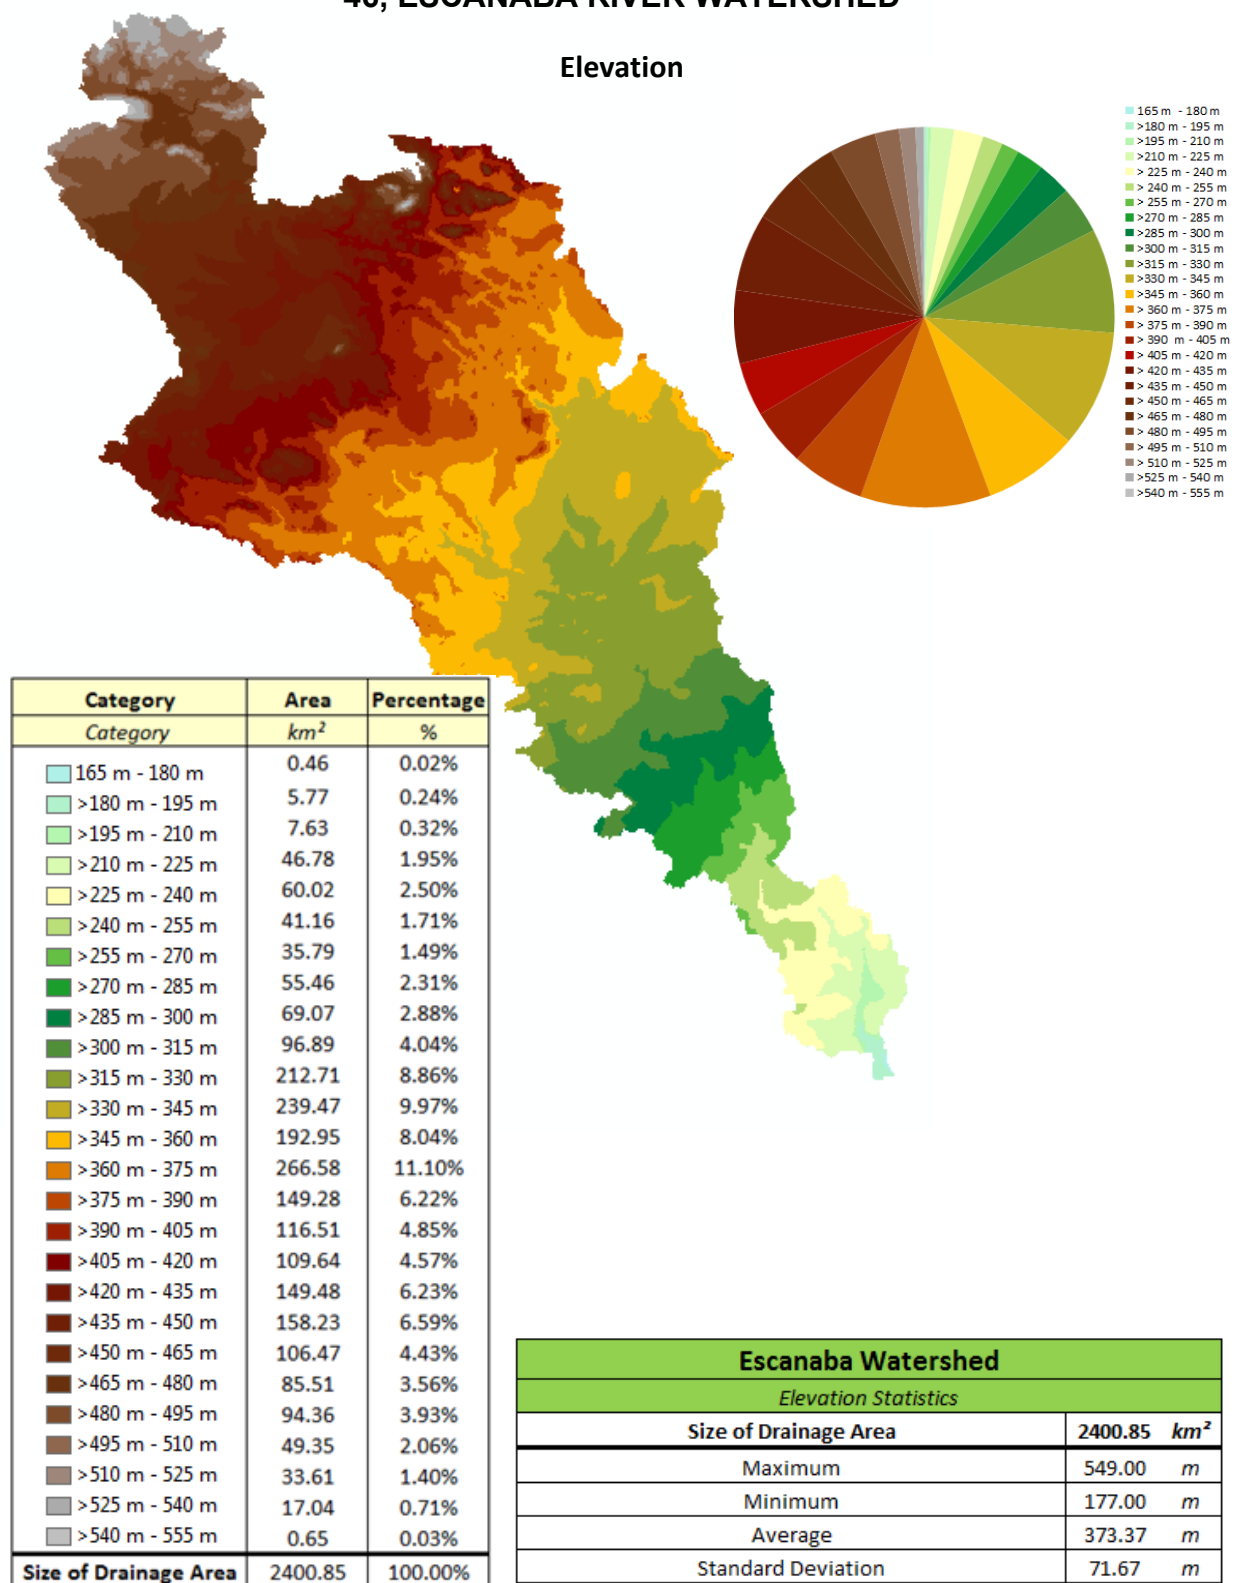 40, ESCANABA RIVER WATERSHED
Elevation
165 m - 180 m
>180 m - 195 m
>195 m - 210 m
>210 m - 225 m
> 225 m - 240 m
> 240 m - 255 m
> 255 m - 270 m
>270 m - 285 m
>285 m - 300 m
>300 m - 315 m
>315 m - 330 m
>330 m - 345 m
>345 m - 360 m
> 360 m - 375 m
> 375 m - 390 m
> 390 m - 405 m
> 405 m - 420 m
> 420 m - 435 m
> 435 m - 450 m
> 450 m - 465 m
> 465 m - 480 m
> 480 m - 495 m
> 495 m - 510 m
> 510 m - 525 m
>525 m - 540 m
>540 m - 555 m
Category Area Percentage
Category km² %
165 m - 180 m 0.46 0.02%
>180 m - 195 m 5.77 0.24%
>195 m - 210 m 7.63 0.32%
>210 m - 225 m 46.78 1.95%
>225 m - 240 m 60.02 2.50%
>240 m - 255 m 41.16 1.71%
>255 m - 270 m 35.79 1.49%
>270 m - 285 m 55.46 2.31%
>285 m - 300 m 69.07 2.88%
>300 m - 315 m 96.89 4.04%
>315 m - 330 m 212.71 8.86%
>330 m - 345 m 239.47 9.97%
>345 m - 360 m 192.95 8.04%
>360 m - 375 m 266.58 11.10%
>375 m - 390 m 149.28 6.22%
>390 m - 405 m 116.51 4.85%
>405 m - 420 m 109.64 4.57%
>420 m - 435 m 149.48 6.23%
>435 m - 450 m 158.23 6.59%
>450 m - 465 m 106.47 4.43%
>465 m - 480 m 85.51 3.56%
>480 m - 495 m 94.36 3.93%
>495 m - 510 m 49.35 2.06%
>510 m - 525 m 33.61 1.40%
>525 m - 540 m 17.04 0.71%
>540 m - 555 m 0.65 0.03%
Size of Drainage Area 2400.85 100.00%
Escanaba Watershed
Elevation Statistics
Size of Drainage Area 2400.85 km²
Maximum 549.00 m
Minimum 177.00 m
Average 373.37 m
Standard Deviation 71.67 m